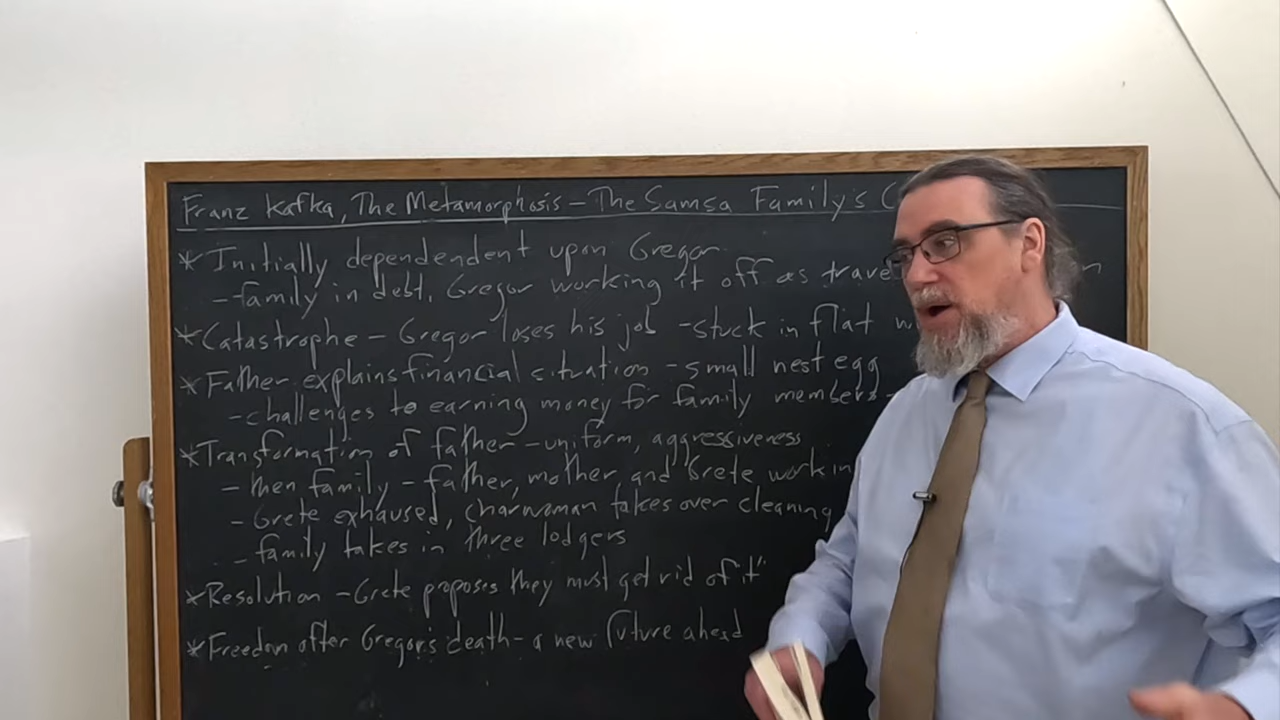 Franz Kafka, The Metamorphosis – The Samsa Family's C
* Initially dependendent upon Gregor
- family in debt, Gregor working it off as trave
* Catastrophe – Gregor loses his job - stuck in flat w
* Father explains financial situation - small nest egg
- challenges to earning money for family members -
* Transformation of father - uniform, aggressiveness
- then family - father, mother, and Grete workin
- Grete exhaused, charwoman takes over cleaning
- family takes in three lodgers
* Resolution - Grete proposes they must get rid of "it"
* Freedom after Gregor's death - a new future ahead